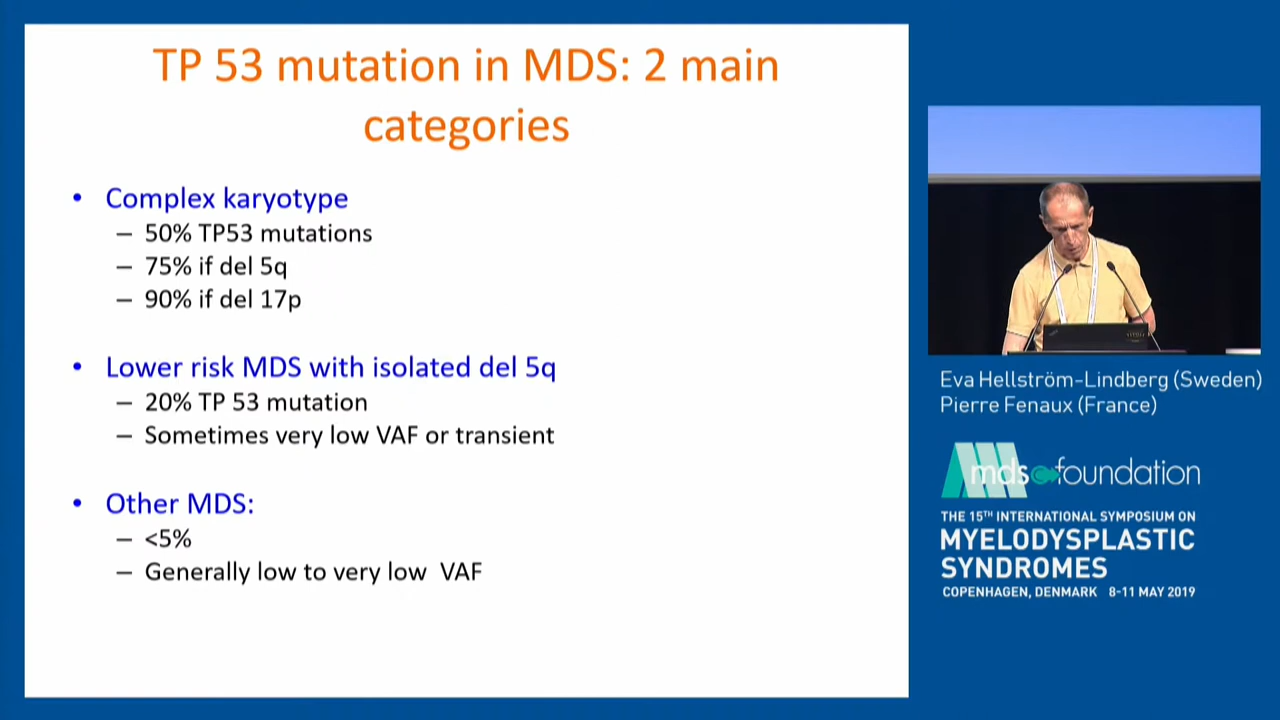 TP 53 mutation in MDS: 2 main
categories
• Complex karyotype
– 50% TP53 mutations
– 75% if del 5q
– 90% if del 17p
• Lower risk MDS with isolated del 5q
– 20% TP 53 mutation
– Sometimes very low VAF or transient
• Other MDS:
– <5%
– Generally low to very low VAF
Eva Hellström-Lindberg (Sweden)
Pierre Fenaux (France)
mds foundation
THE 15TH INTERNATIONAL SYMPOSIUM ON
MYELODYSPLASTIC
SYNDROMES
COPENHAGEN, DENMARK 8-11 MAY 2019